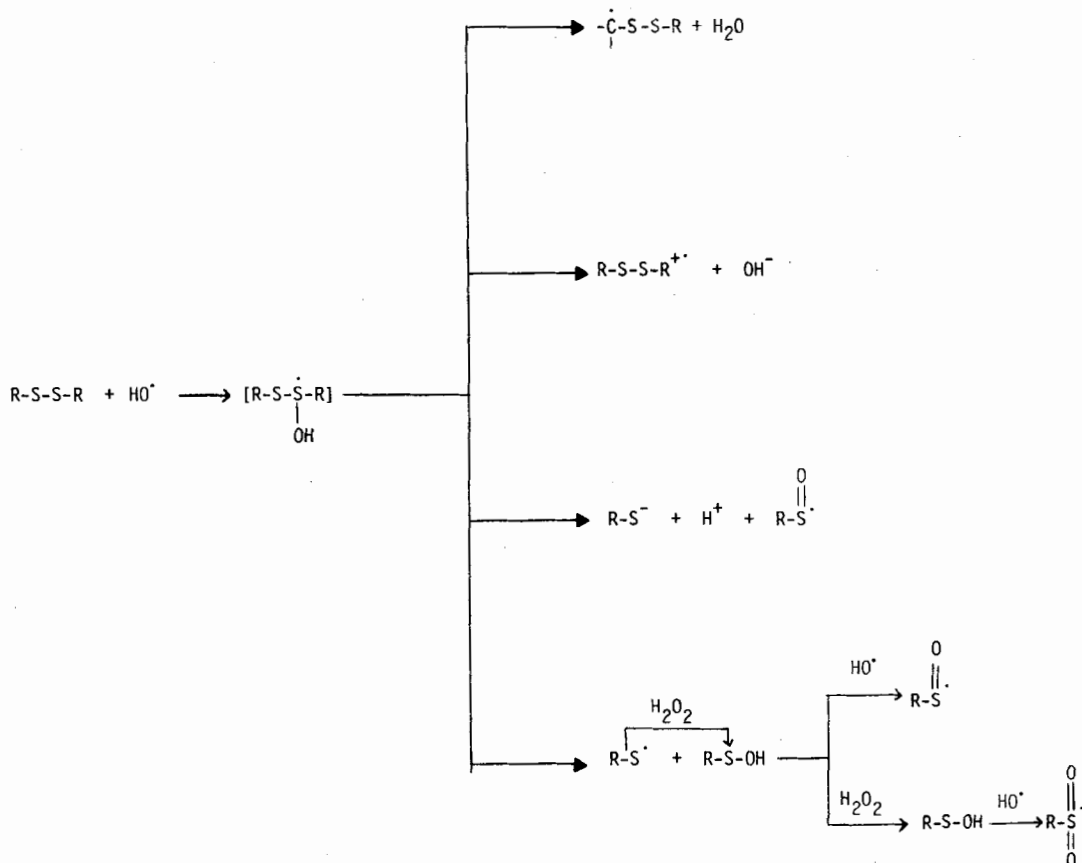 -Ċ-S-S-R + H₂O
R-S-S-R⁺˙ + OH⁻
R-S-S-R + HO˙ → [R-S-Ṡ-R]
OH
O
R-S⁻ + H⁺ + R-S˙
O
HO˙
R-S˙
H₂O₂
R-S˙ + R-S-OH
O
H₂O₂ R-S-OH HO˙ R-S˙
O